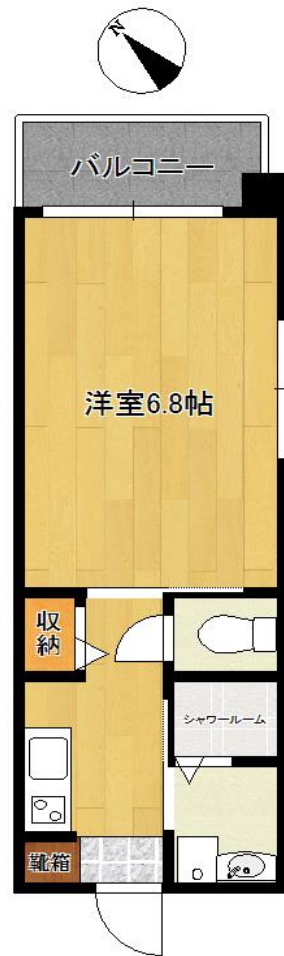 バルコニー
洋室6.8帖
収
納
シャワールーム
靴箱